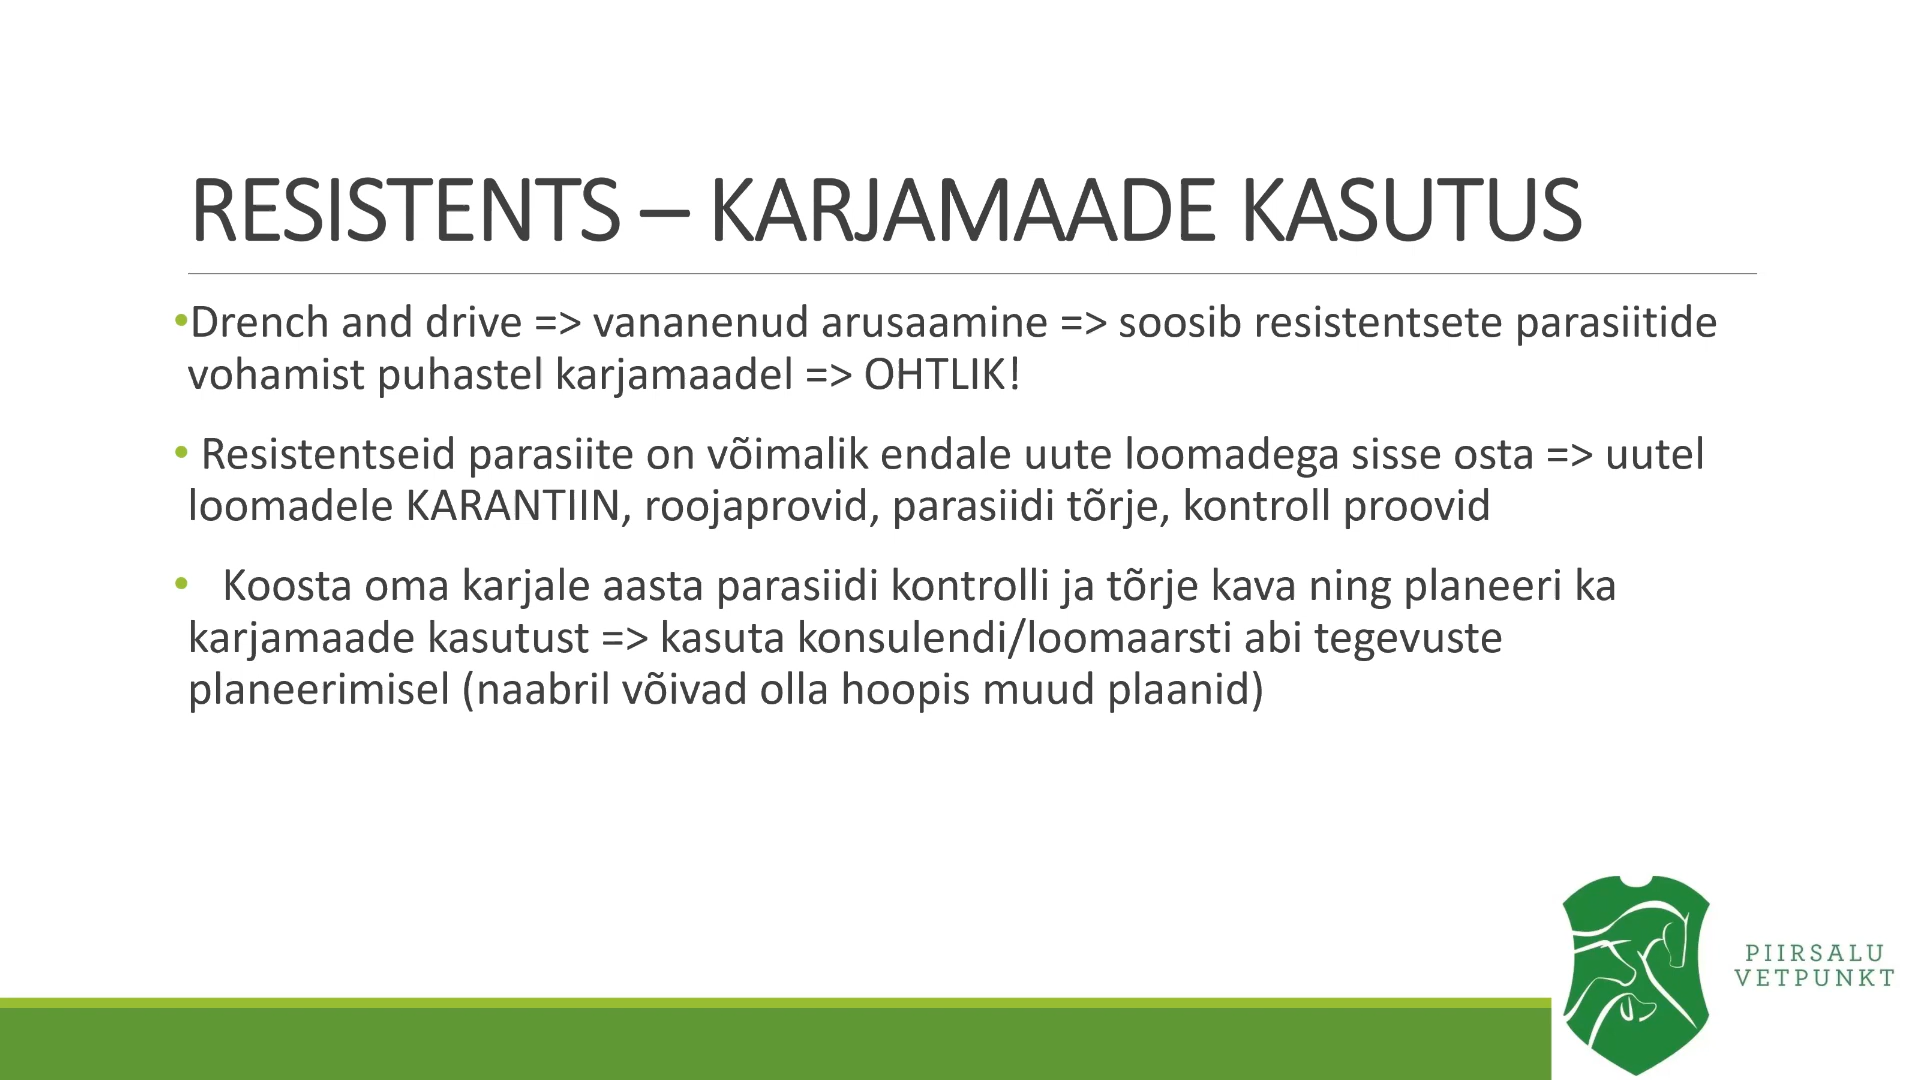 RESISTENTS – KARJAMAADE KASUTUS
•Drench and drive => vananenud arusaamine => soosib resistentsete parasiitide
vohamist puhastel karjamaadel => OHTLIK!
• Resistentseid parasiite on võimalik endale uute loomadega sisse osta => uutel
loomadele KARANTIIN, roojaprovid, parasiidi tõrje, kontroll proovid
• Koosta oma karjale aasta parasiidi kontrolli ja tõrje kava ning planeeri ka
karjamaade kasutust => kasuta konsulendi/loomaarsti abi tegevuste
planeerimisel (naabril võivad olla hoopis muud plaanid)
PIIRSALU
VETPUNKT